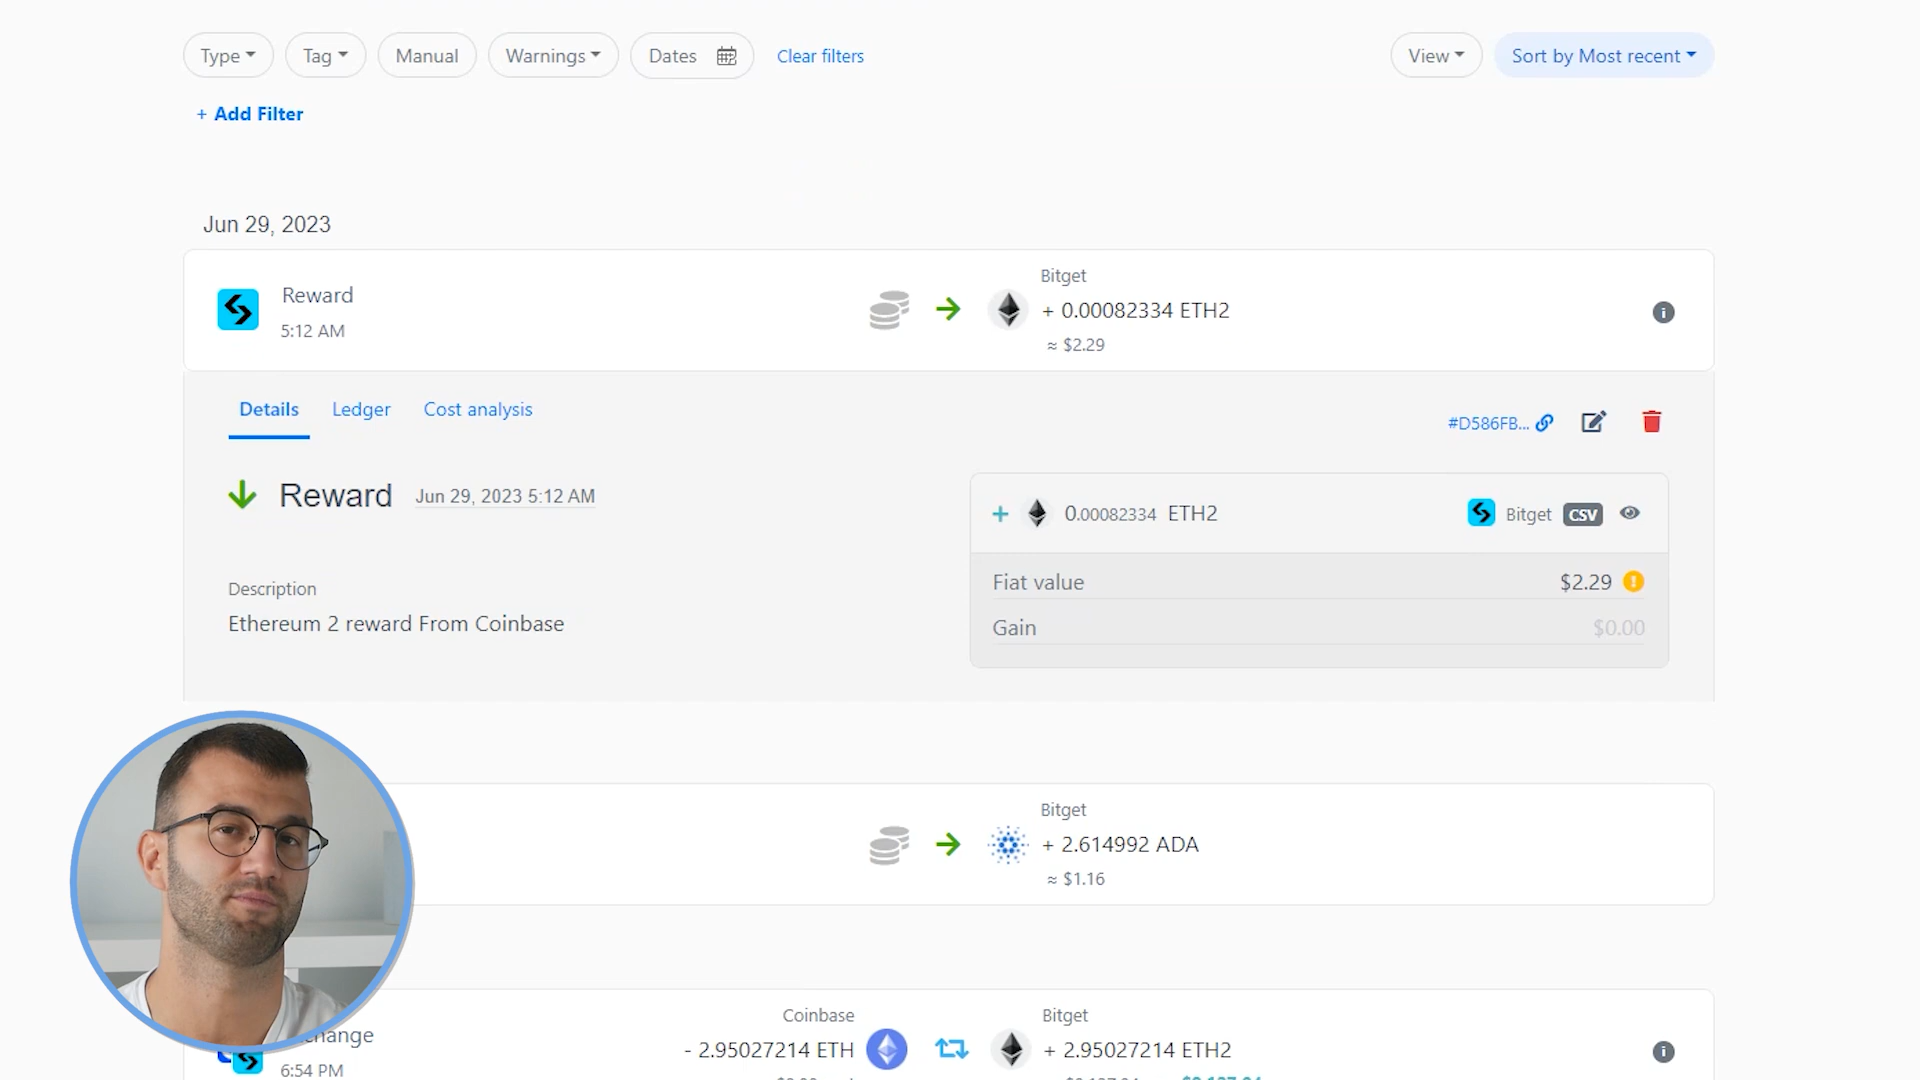 Type
Tag
Manual
Warnings
Dates
Clear filters
View
Sort by Most recent
+ Add Filter
Jun 29, 2023
Reward
5:12 AM
Bitget
+ 0.00082334 ETH2
≈ $2.29
Details
Ledger
Cost analysis
#D586FB...
Reward
Jun 29, 2023 5:12 AM
+ 0.00082334 ETH2
Bitget
CSV
Fiat value
$2.29
Gain
$0.00
Description
Ethereum 2 reward From Coinbase
Bitget
+ 2.614992 ADA
≈ $1.16
6:54 PM
Coinbase
- 2.95027214 ETH
Bitget
+ 2.95027214 ETH2